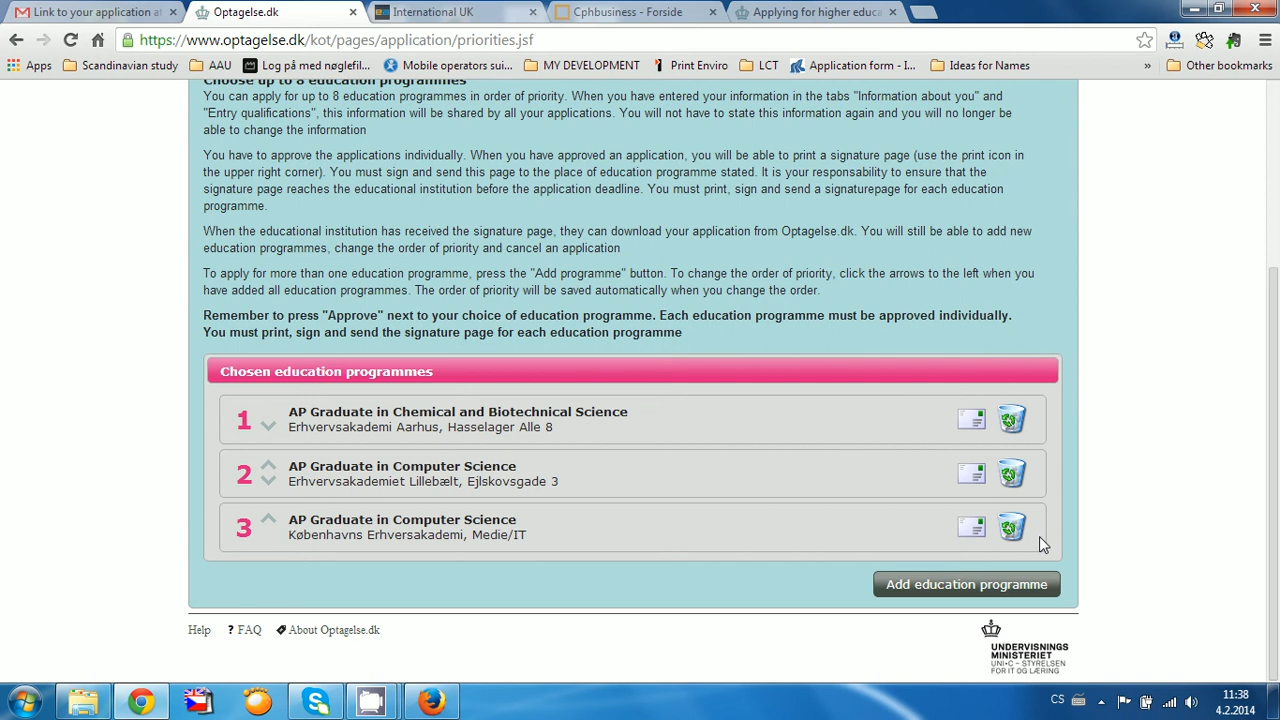 Link to your application at
Optagelse.dk
International UK
Cphbusiness - Forside
Applying for higher educa
https://www.optagelse.dk/kot/pages/application/priorities.jsf
Apps
Scandinavian study
AAU
Log på med nøglefil...
Mobile operators sui...
MY DEVELOPMENT
Print Enviro
LCT
Application form - I...
Ideas for Names
»
Other bookmarks
Choose up to 8 education programmes
You can apply for up to 8 education programmes in order of priority. When you have entered your information in the tabs "Information about you" and
"Entry qualifications", this information will be shared by all your applications. You will not have to state this information again and you will no longer be
able to change the information
You have to approve the applications individually. When you have approved an application, you will be able to print a signature page (use the print icon in
the upper right corner). You must sign and send this page to the place of education programme stated. It is your responsability to ensure that the
signature page reaches the educational institution before the application deadline. You must print, sign and send a signaturepage for each education
programme.
When the educational institution has received the signature page, they can download your application from Optagelse.dk. You will still be able to add new
education programmes, change the order of priority and cancel an application
To apply for more than one education programme, press the "Add programme" button. To change the order of priority, click the arrows to the left when you
have added all education programmes. The order of priority will be saved automatically when you change the order.
Remember to press "Approve" next to your choice of education programme. Each education programme must be approved individually.
You must print, sign and send the signature page for each education programme
Chosen education programmes
1
AP Graduate in Chemical and Biotechnical Science
Erhvervsakademi Aarhus, Hasselager Alle 8
2
AP Graduate in Computer Science
Erhvervsakademiet Lillebælt, Ejlskovsgade 3
3
AP Graduate in Computer Science
Københavns Erhversakademi, Medie/IT
Add education programme
Help
? FAQ
About Optagelse.dk
UNDERVISNINGS
MINISTERIET
UNI•C – STYRELSEN
FOR IT OG LÆRING
CS
11:38
4.2.2014